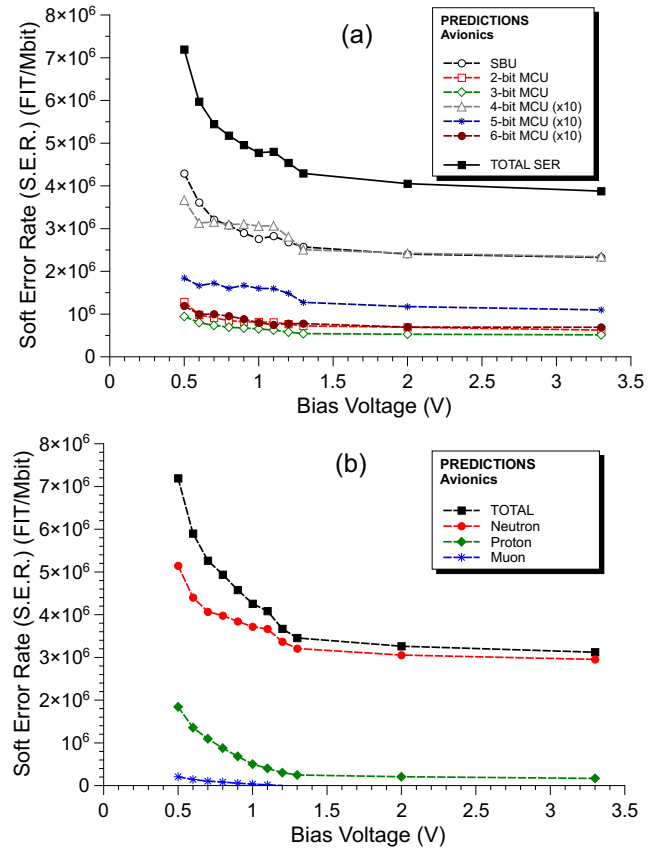 (a)
PREDICTIONS
Avionics
SBU
2-bit MCU
3-bit MCU
4-bit MCU (x10)
5-bit MCU (x10)
6-bit MCU (x10)
TOTAL SER
Soft Error Rate (S.E.R.) (FIT/Mbit)
8×10⁶
7×10⁶
6×10⁶
5×10⁶
4×10⁶
3×10⁶
2×10⁶
10⁶
0
0 0.5 1 1.5 2 2.5 3 3.5
Bias Voltage (V)
(b)
PREDICTIONS
Avionics
TOTAL
Neutron
Proton
Muon
Soft Error Rate (S.E.R.) (FIT/Mbit)
8×10⁶
7×10⁶
6×10⁶
5×10⁶
4×10⁶
3×10⁶
2×10⁶
10⁶
0
0 0.5 1 1.5 2 2.5 3 3.5
Bias Voltage (V)